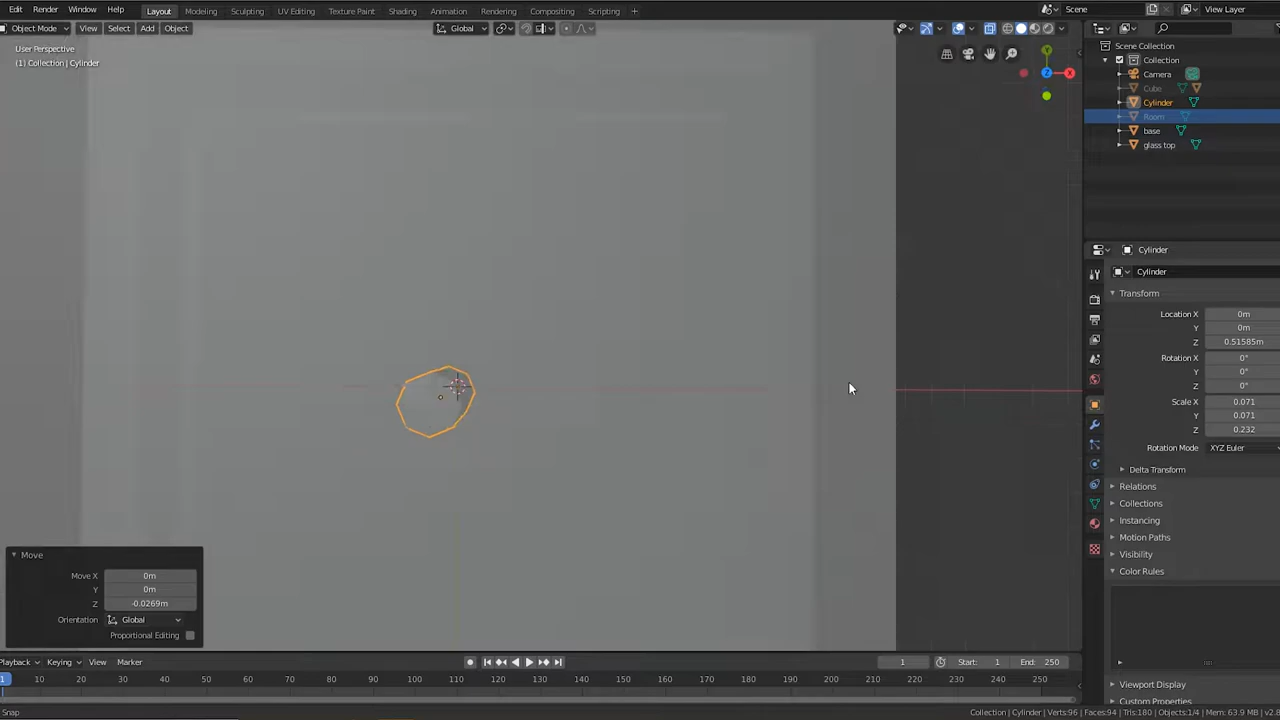 Edit Render Window Help Layout Modeling Sculpting UV Editing Texture Paint Shading Animation Rendering Compositing Scripting + Scene View Layer
Object Mode View Select Add Object Global
User Perspective
(1) Collection | Cylinder
Y
Z X
Scene Collection
Collection
Camera
Cube
Cylinder
Room
base
glass top
Cylinder
Cylinder
Transform
Location X 0m
Y 0m
Z 0.51585m
Rotation X 0°
Y 0°
Z 0°
Scale X 0.071
Y 0.071
Z 0.232
Rotation Mode XYZ Euler
Delta Transform
Relations
Collections
Instancing
Motion Paths
Visibility
Color Rules
Viewport Display
Custom Properties
Move
Move X 0m
Y 0m
Z -0.0269m
Orientation Global
Proportional Editing
Playback Keying View Marker 1 Start: 1 End: 250
1 10 20 30 40 50 60 70 80 90 100 110 120 130 140 150 160 170 180 190 200 210 220 230 240 250
Snap
Collection | Cylinder | Verts:96 | Faces:94 | Tris:180 | Objects:1/4 | Mem: 63.9 MB | v2.8